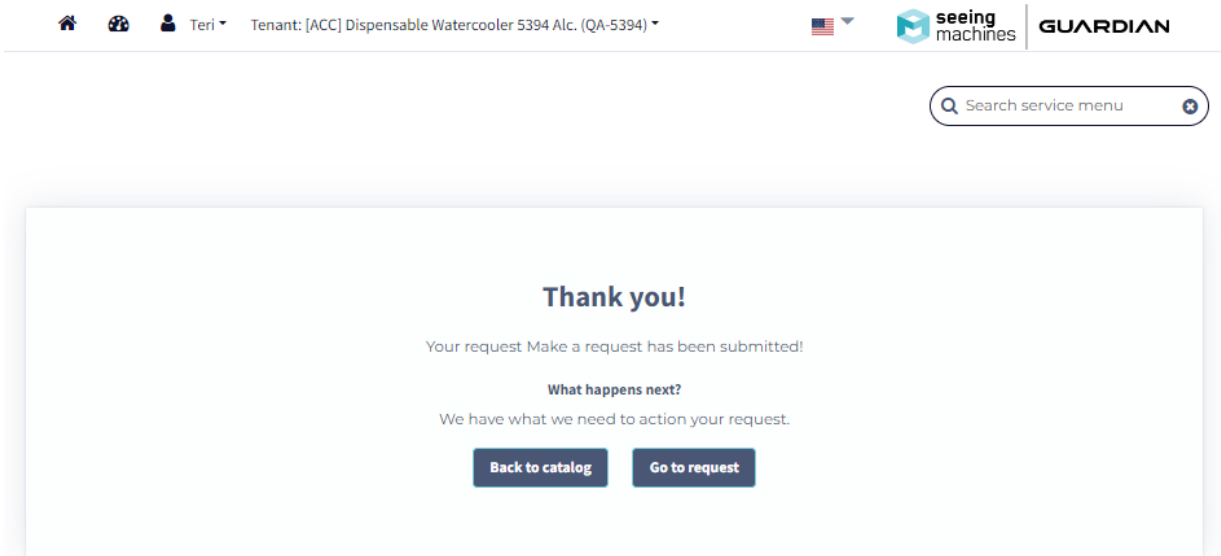 Teri Tenant: [ACC] Dispensable Watercooler 5394 Alc. (QA-5394)
seeing
machines
GUARDIAN
Search service menu
Thank you!
Your request Make a request has been submitted!
What happens next?
We have what we need to action your request.
Back to catalog Go to request